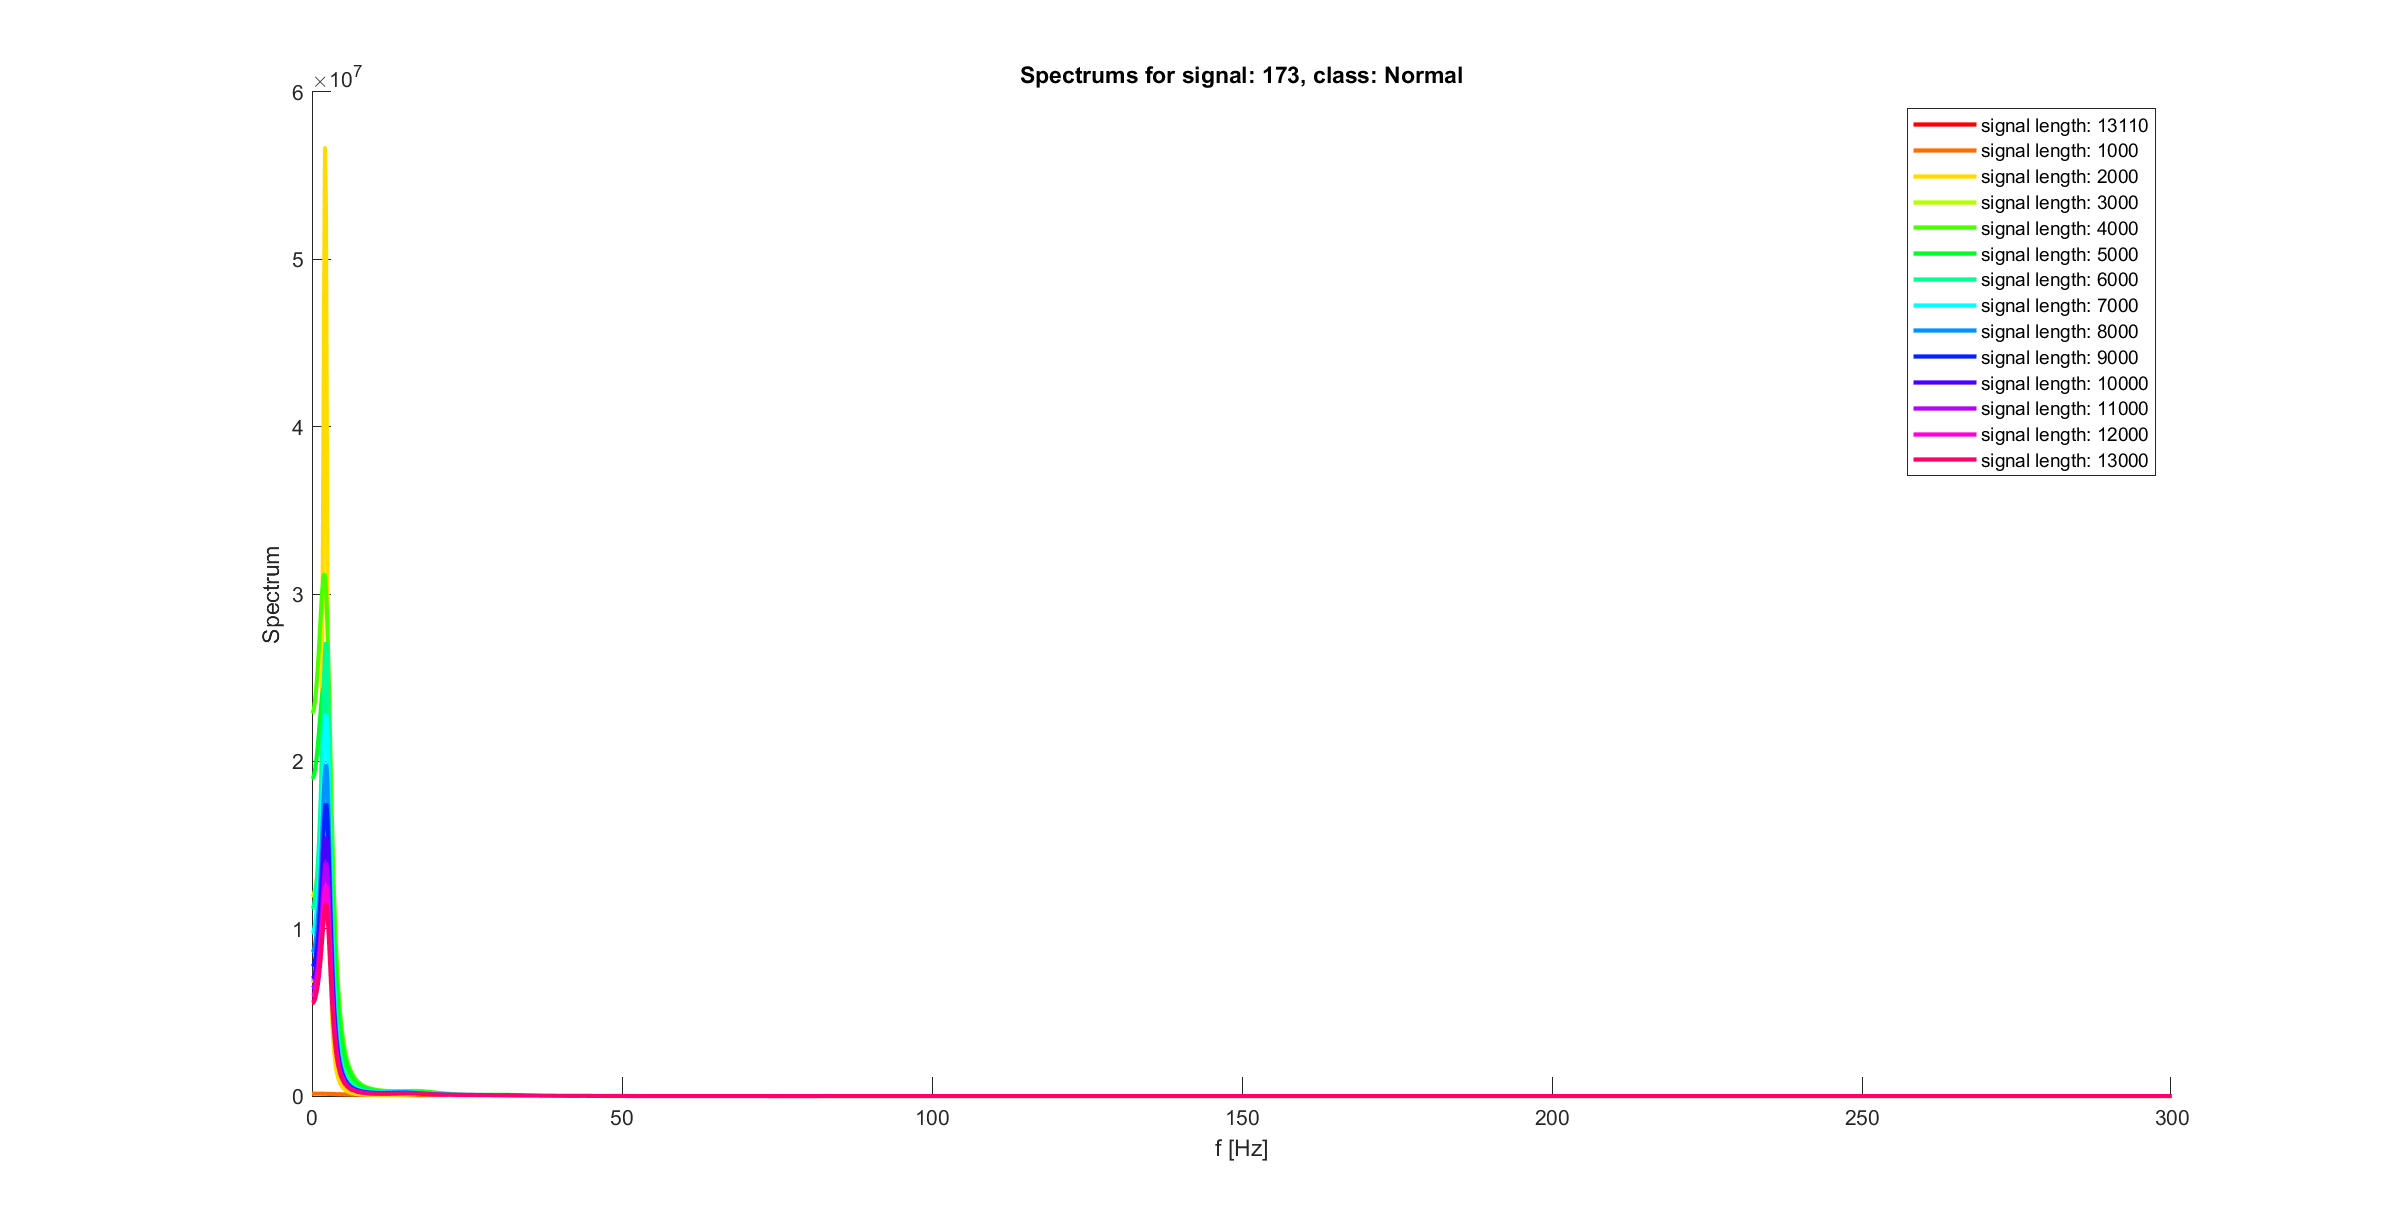 Spectrums for signal: 173, class: Normal
×10^7
6
5
4
3
2
1
0
Spectrum
0 50 100 150 200 250 300
f [Hz]
signal length: 13110
signal length: 1000
signal length: 2000
signal length: 3000
signal length: 4000
signal length: 5000
signal length: 6000
signal length: 7000
signal length: 8000
signal length: 9000
signal length: 10000
signal length: 11000
signal length: 12000
signal length: 13000